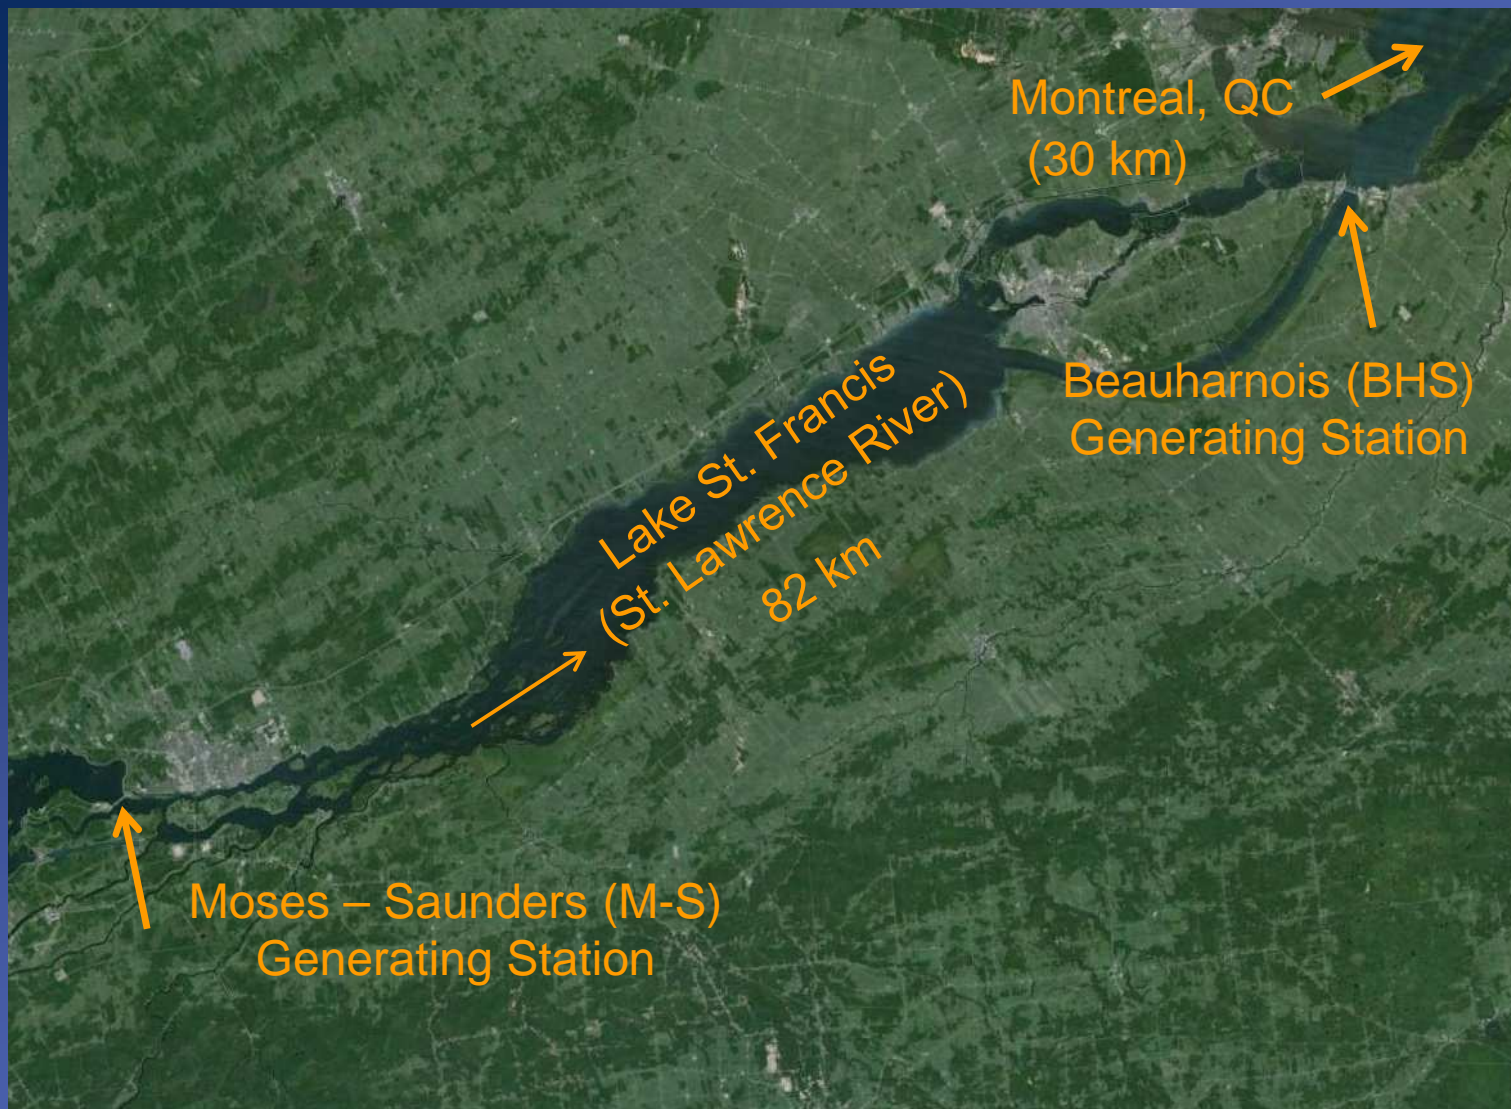 Montreal, QC
(30 km)
Beauharnois (BHS)
Generating Station
Lake St. Francis
(St. Lawrence River)
82 km
Moses – Saunders (M-S)
Generating Station